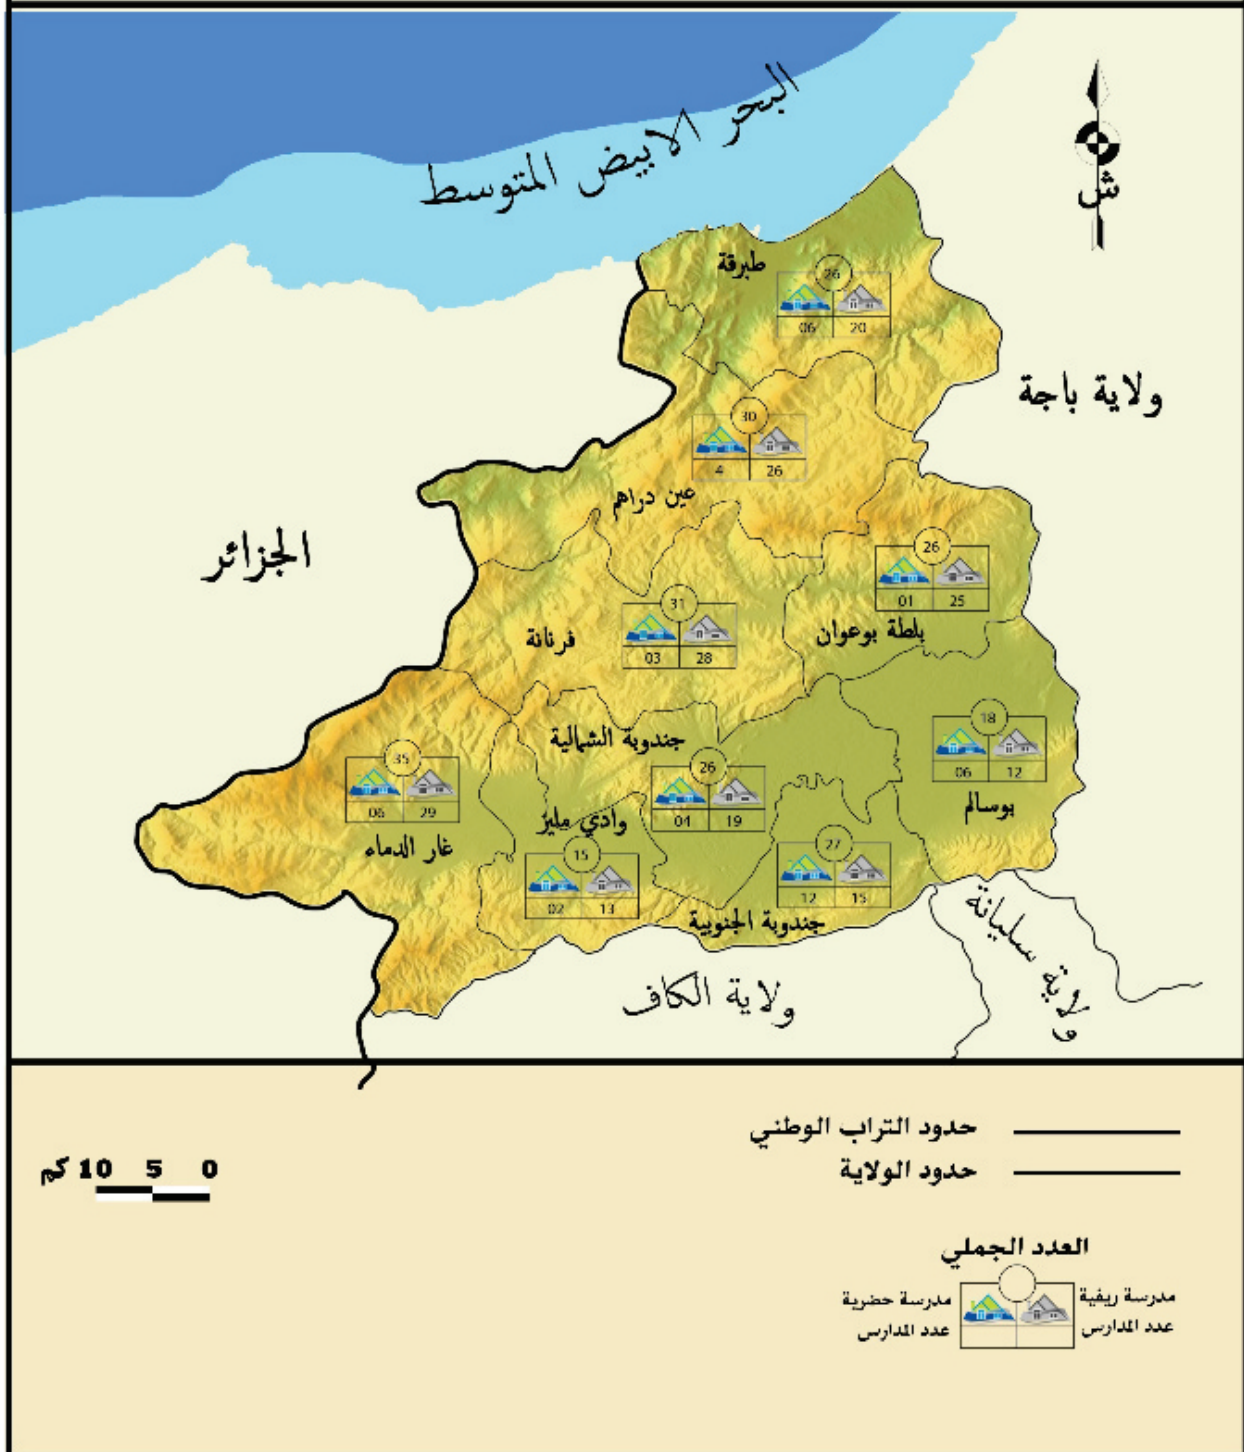 البحر الابيض المتوسط
ش
طبرقة
26
06 20
ولاية باجة
30
4 26
عين دراهم
الجزائر
26
01 25
بلطة بوعوان
31
03 28
فرنانة
18
06 12
بوسالم
جندوبة الشمالية
26
04 19
35
06 29
غار الدماء
وادي مليز
15
02 13
27
12 15
جندوبة الجنوبية
ولاية سليانة
ولاية الكاف
حدود التراب الوطني
حدود الولاية
0 5 10 كم
العدد الجملي
مدرسة ريفية
عدد المدارس
مدرسة حضرية
عدد المدارس